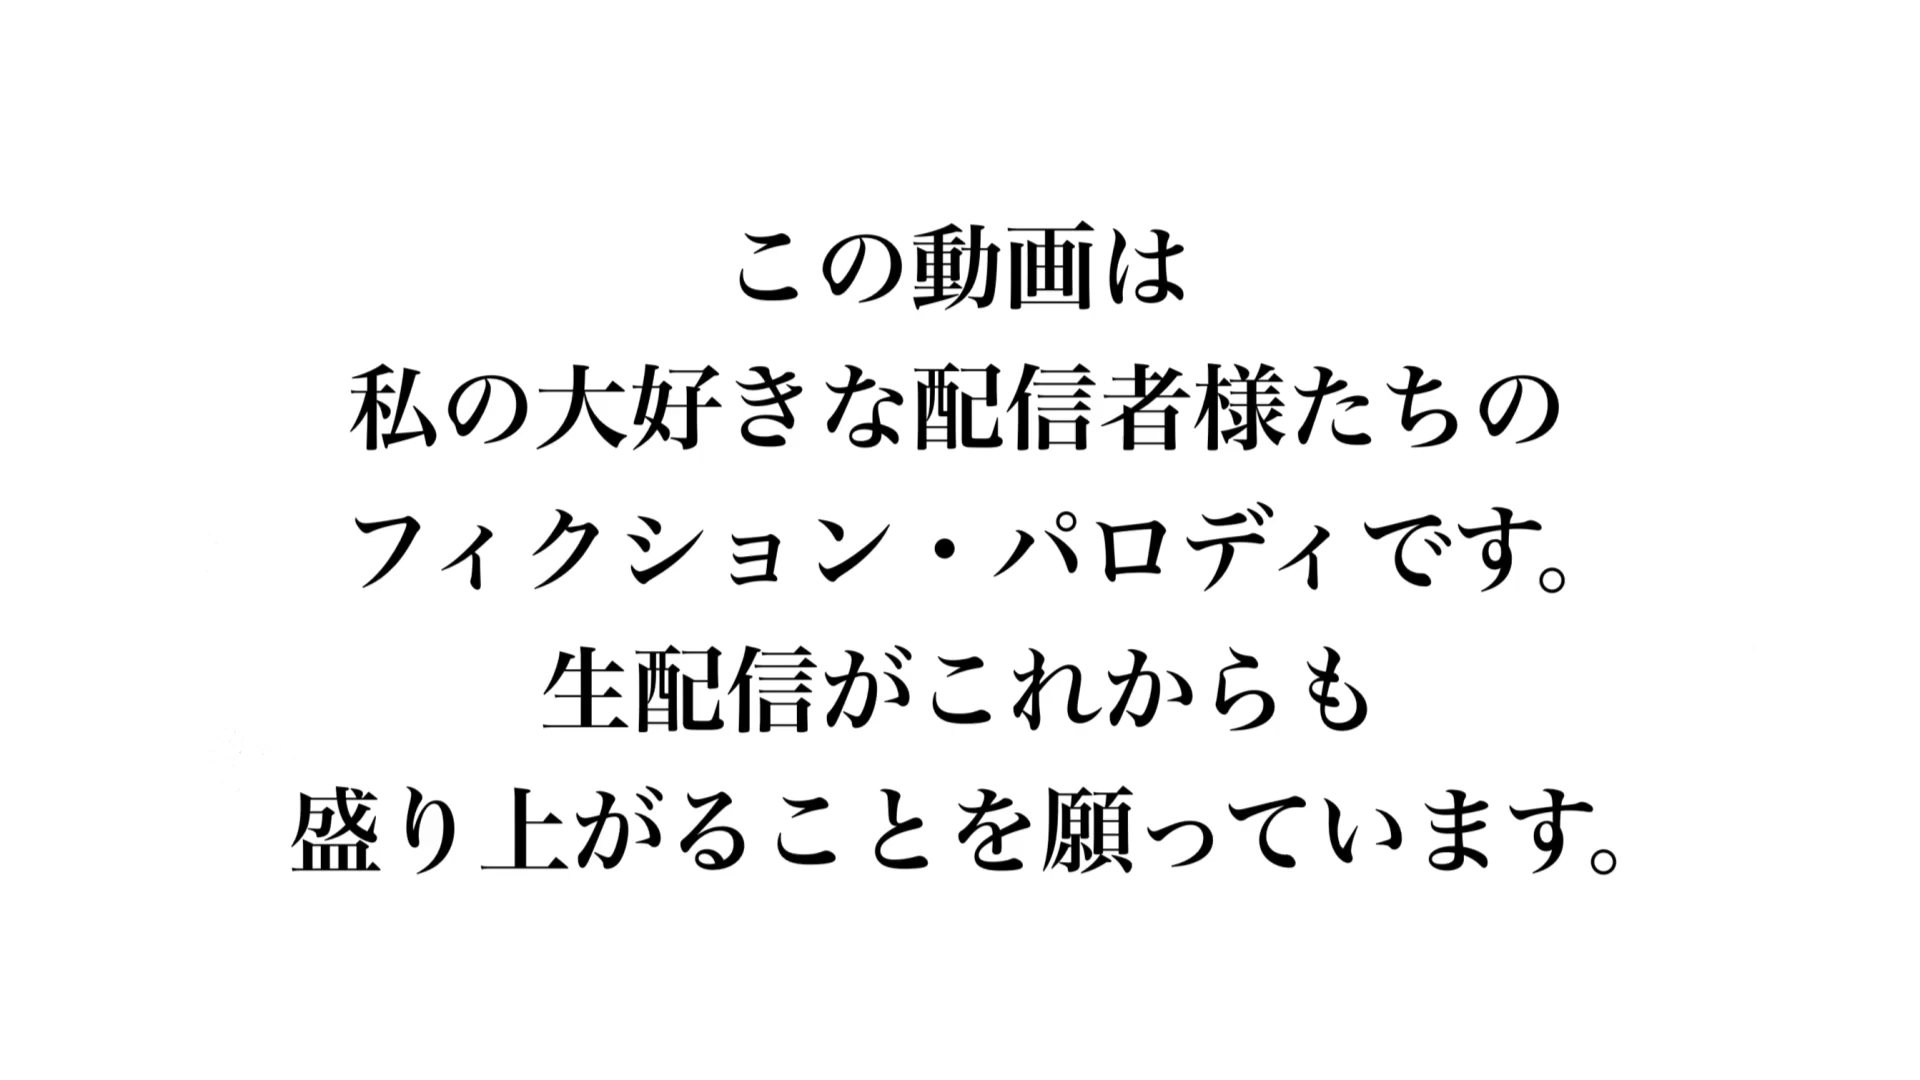 この動画は
私の大好きな配信者様たちの
フィクション・パロディです。
生配信がこれからも
盛り上がることを願っています。